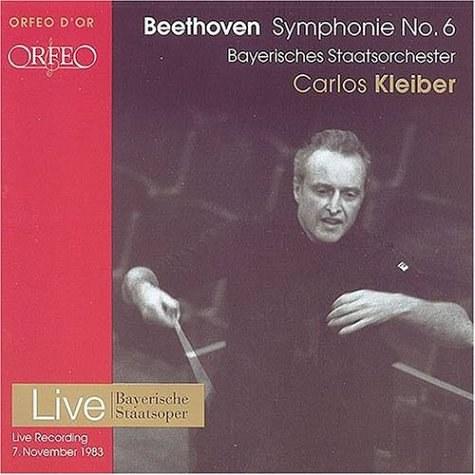 ORFEO D'OR
ORFEO
Beethoven Symphonie No. 6
Bayerisches Staatsorchester
Carlos Kleiber
Live
Bayerische
Staatsoper
Live Recording
7. November 1983